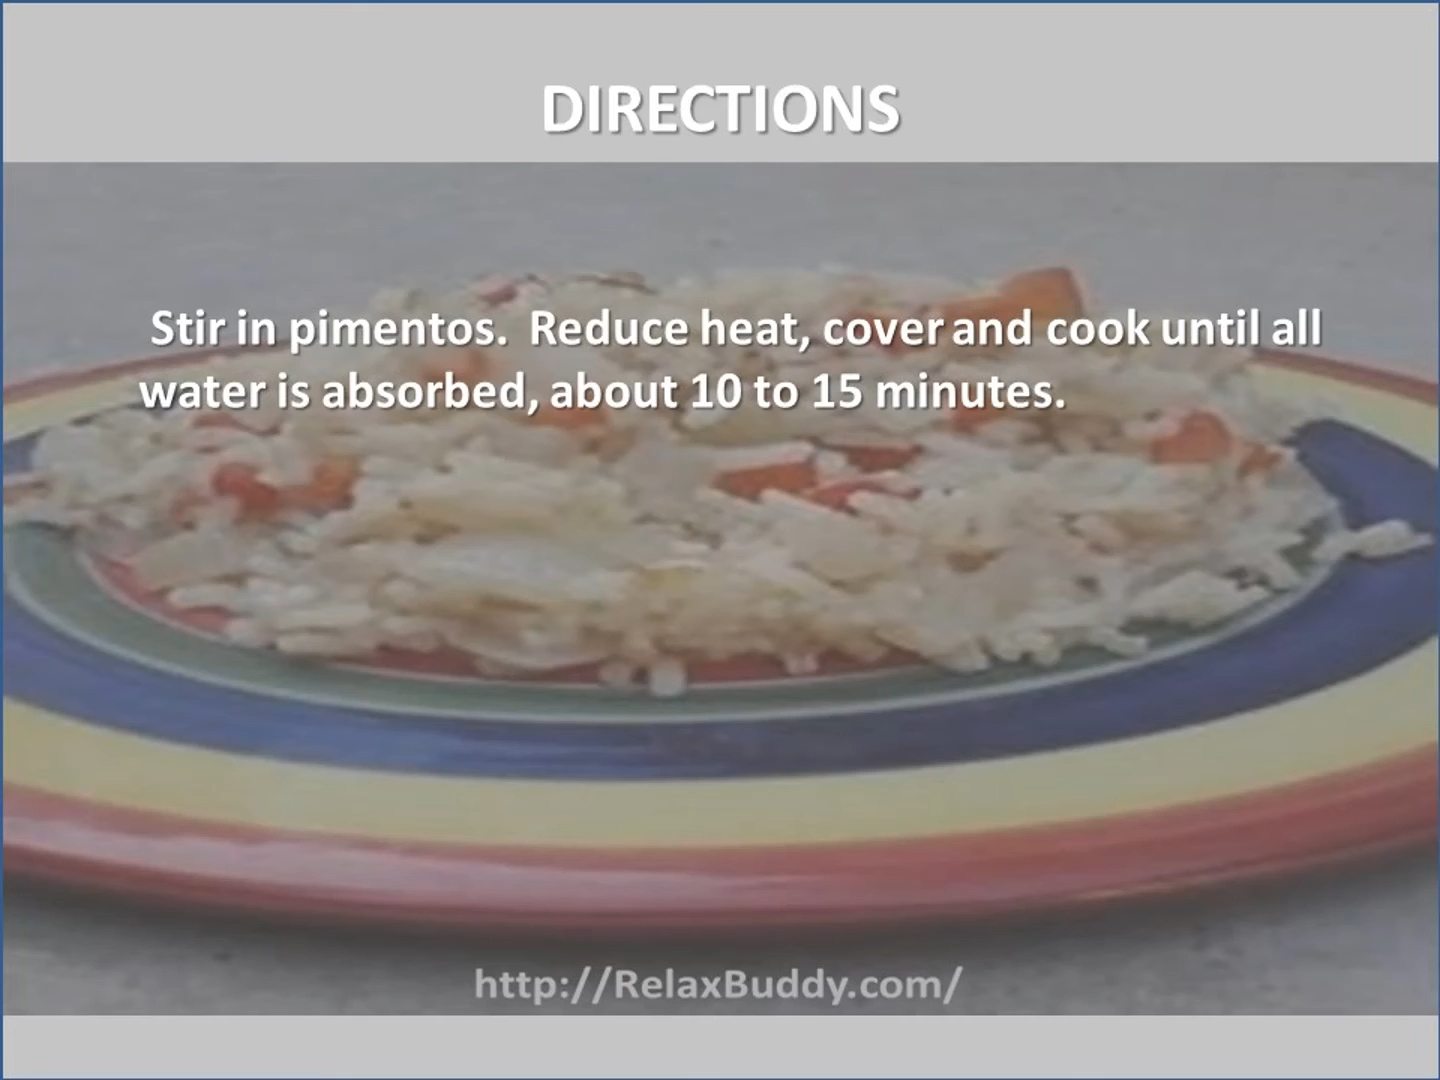 DIRECTIONS
Stir in pimentos. Reduce heat, cover and cook until all
water is absorbed, about 10 to 15 minutes.
http://RelaxBuddy.com/